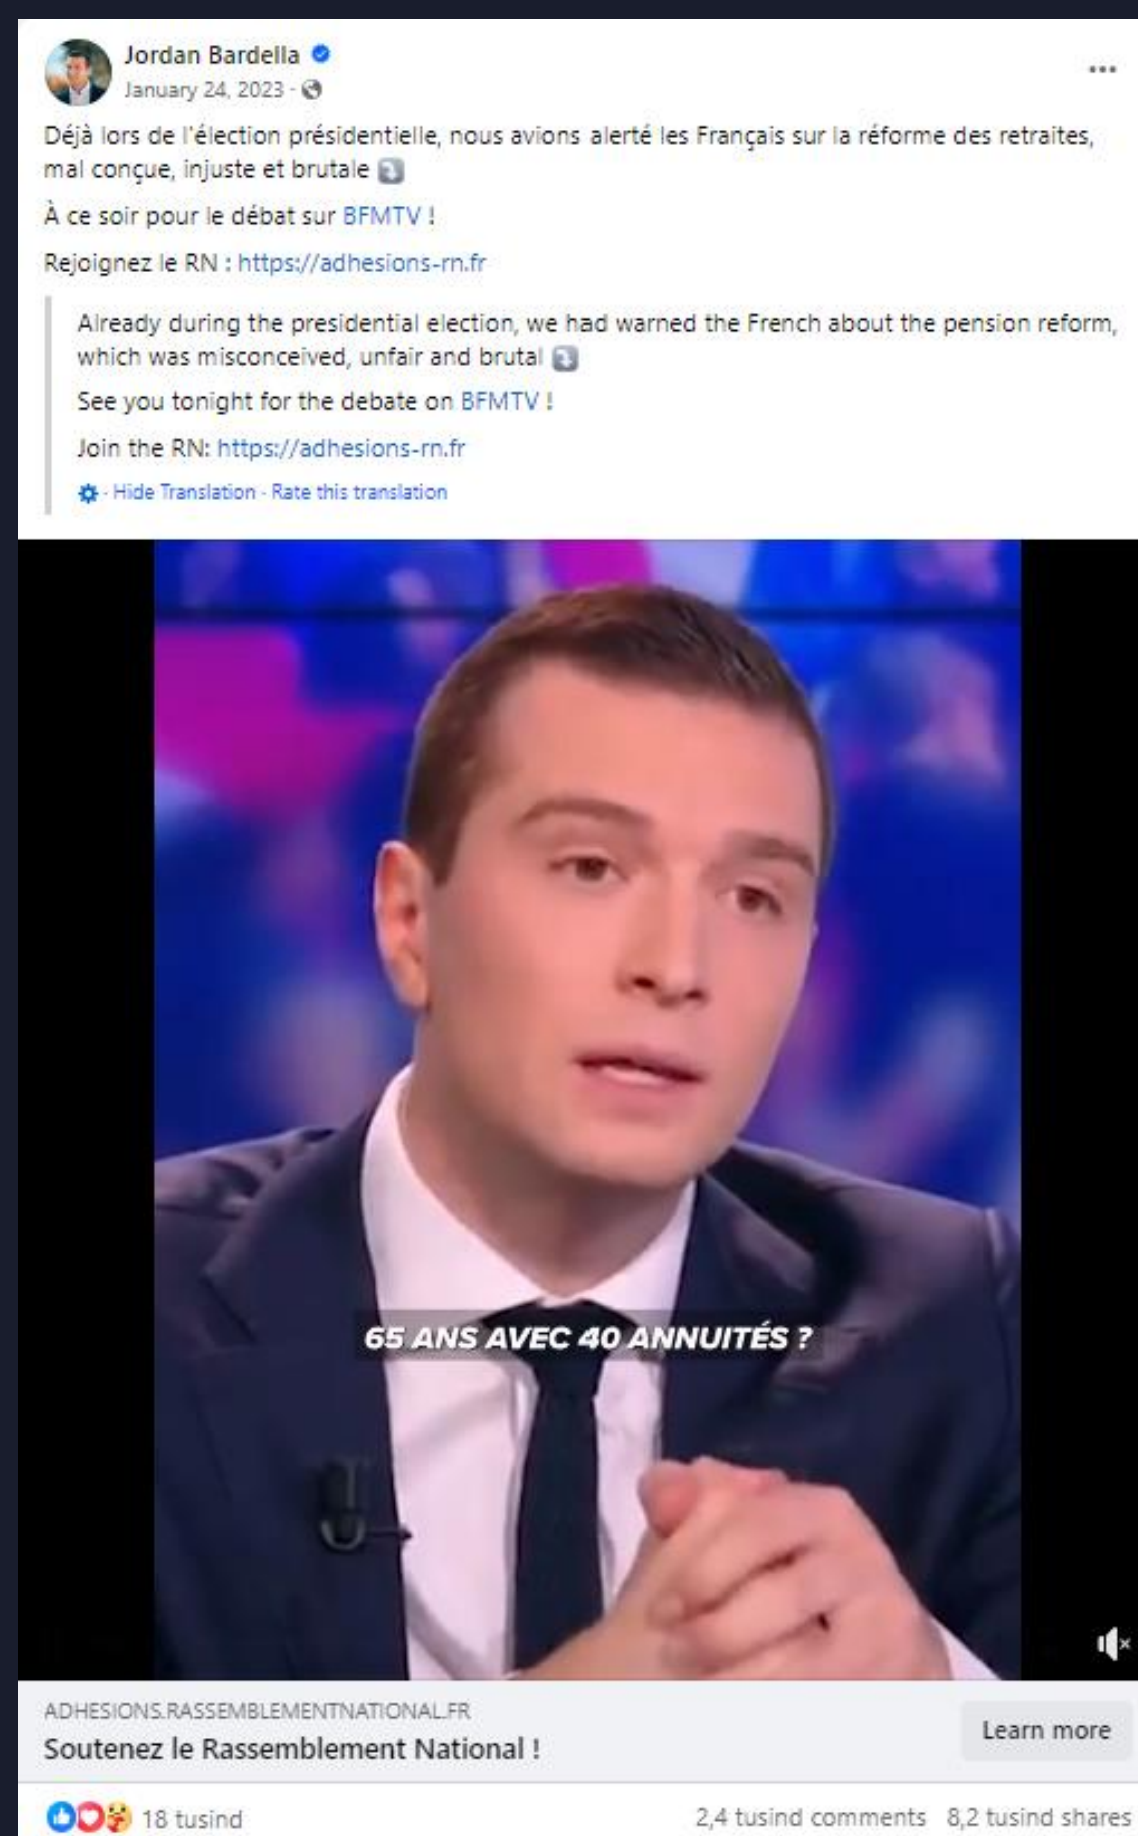 Jordan Bardella
January 24, 2023 ·
Déjà lors de l'élection présidentielle, nous avions alerté les Français sur la réforme des retraites,
mal conçue, injuste et brutale
À ce soir pour le débat sur BFMTV !
Rejoignez le RN : https://adhesions-rn.fr
Already during the presidential election, we had warned the French about the pension reform,
which was misconceived, unfair and brutal
See you tonight for the debate on BFMTV !
Join the RN: https://adhesions-rn.fr
· Hide Translation · Rate this translation
65 ANS AVEC 40 ANNUITÉS ?
ADHESIONS.RASSEMBLEMENTNATIONAL.FR
Soutenez le Rassemblement National !
Learn more
18 tusind
2,4 tusind comments 8,2 tusind shares